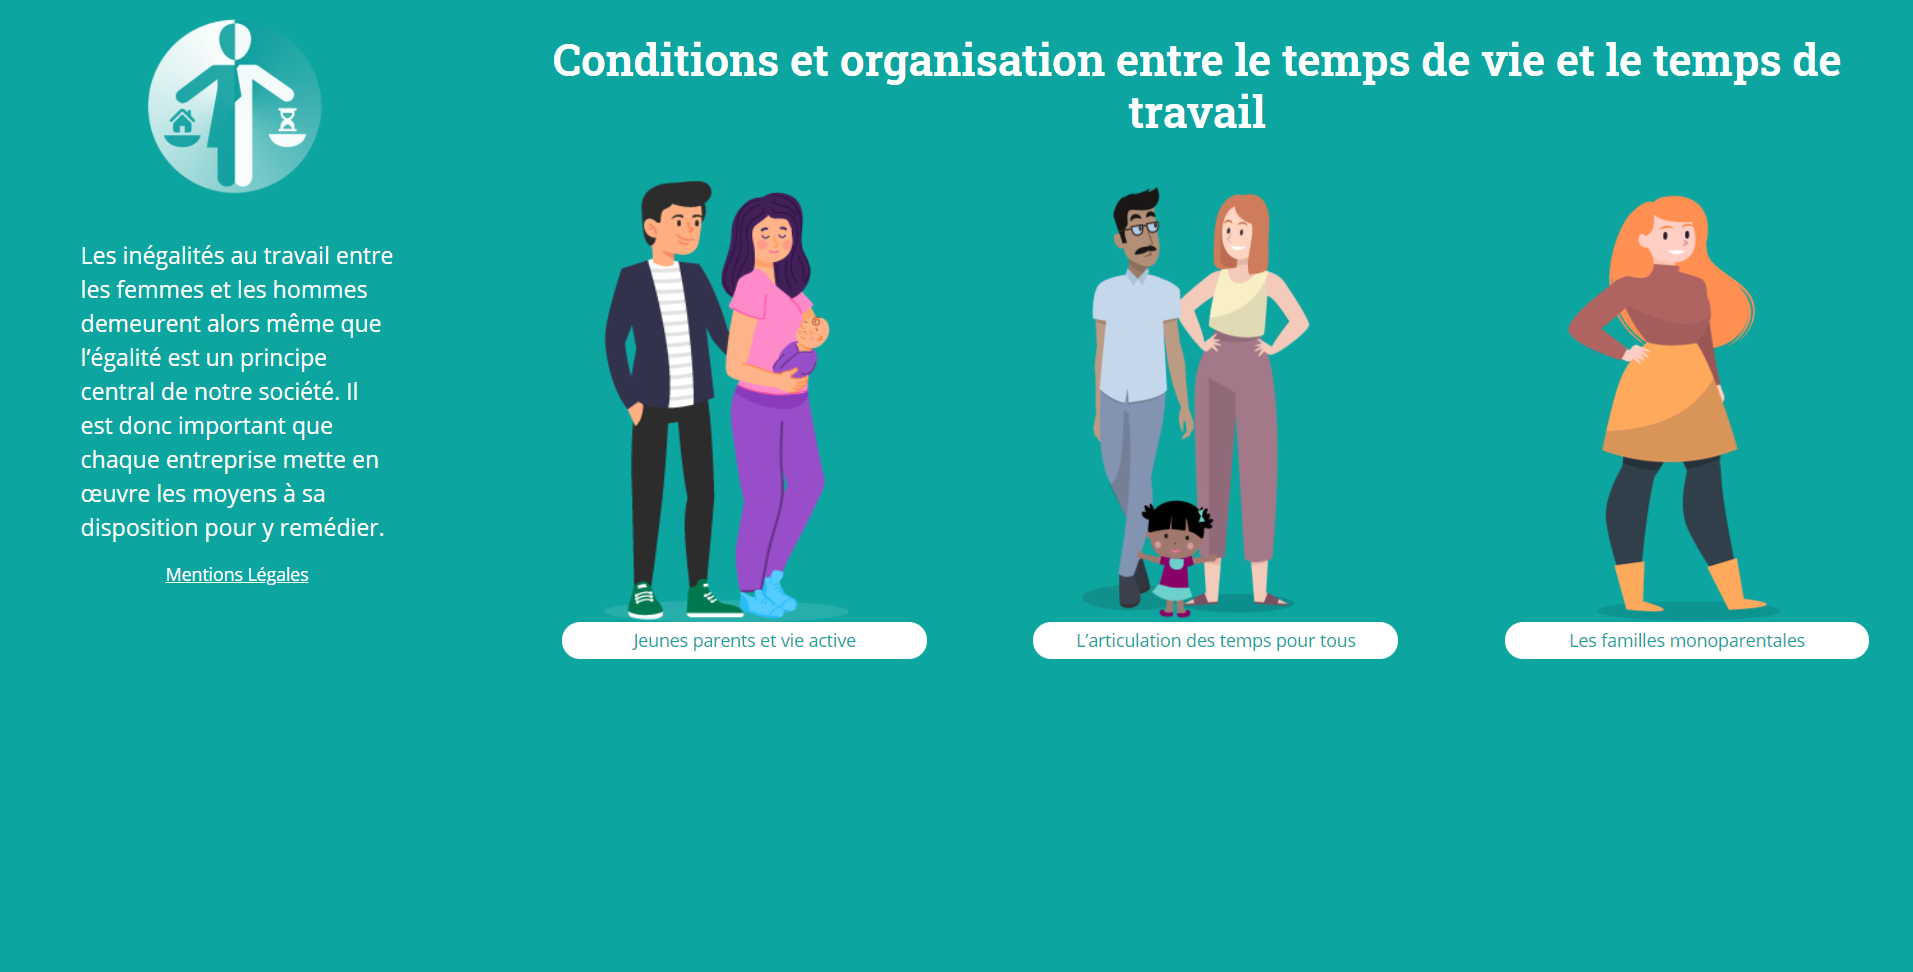 Conditions et organisation entre le temps de vie et le temps de
travail
Les inégalités au travail entre
les femmes et les hommes
demeurent alors même que
l’égalité est un principe
central de notre société. Il
est donc important que
chaque entreprise mette en
œuvre les moyens à sa
disposition pour y remédier.
Mentions Légales
Jeunes parents et vie active
L’articulation des temps pour tous
Les familles monoparentales